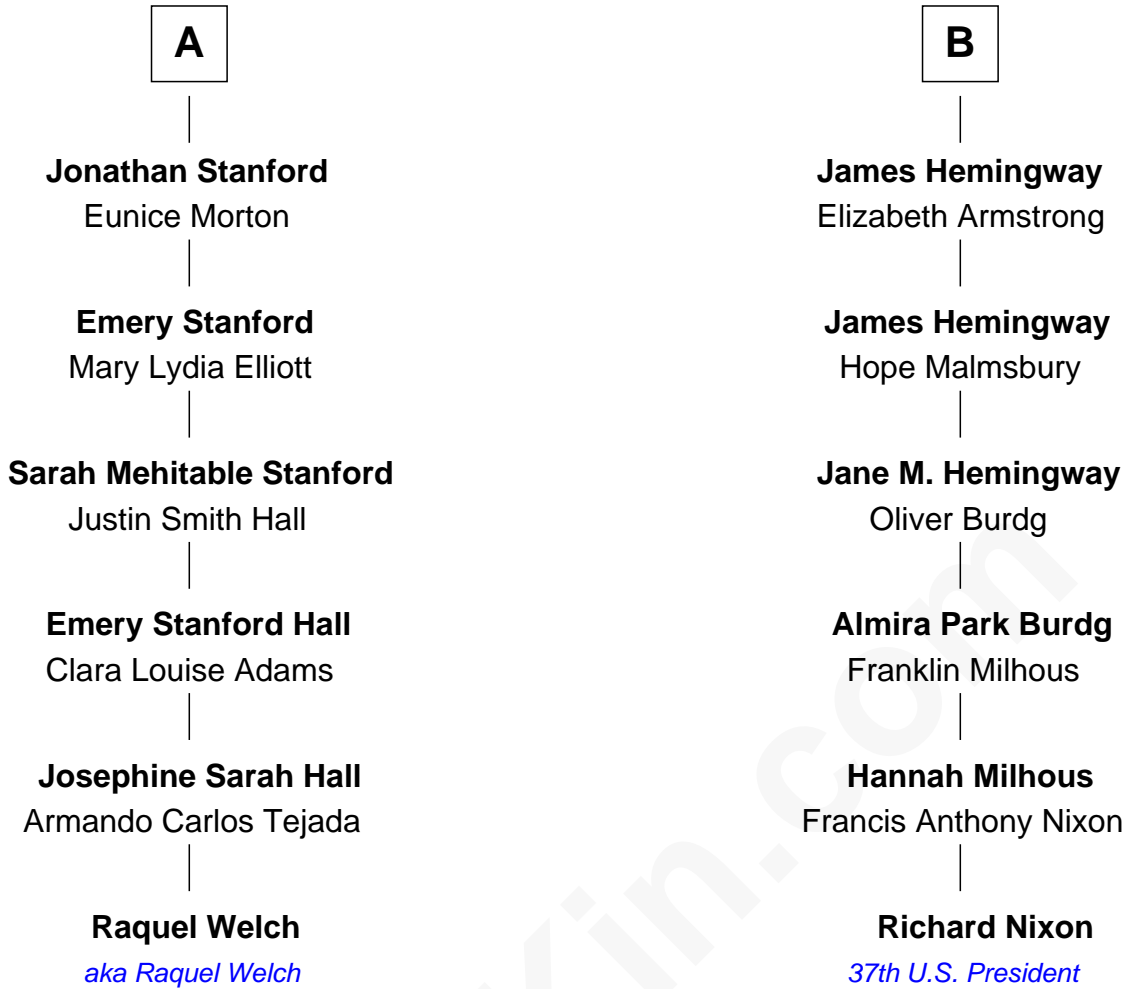 A
Jonathan Stanford
Eunice Morton
Emery Stanford
Mary Lydia Elliott
Sarah Mehitable Stanford
Justin Smith Hall
Emery Stanford Hall
Clara Louise Adams
Josephine Sarah Hall
Armando Carlos Tejada
Raquel Welch
aka Raquel Welch
B
James Hemingway
Elizabeth Armstrong
James Hemingway
Hope Malmsbury
Jane M. Hemingway
Oliver Burdg
Almira Park Burdg
Franklin Milhous
Hannah Milhous
Francis Anthony Nixon
Richard Nixon
37th U.S. President
Kin.com